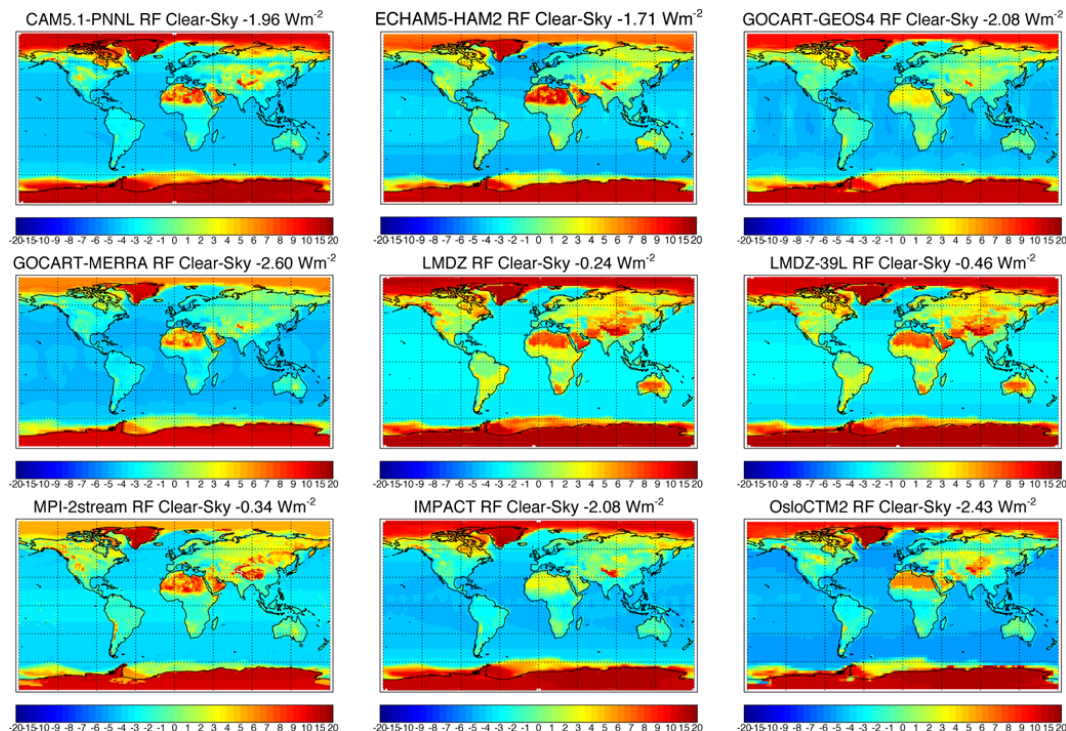 CAM5.1-PNNL RF Clear-Sky -1.96 Wm-2
ECHAM5-HAM2 RF Clear-Sky -1.71 Wm-2
GOCART-GEOS4 RF Clear-Sky -2.08 Wm-2
-20-15-10-9 -8 -7 -6 -5 -4 -3 -2 -1 0 1 2 3 4 5 6 7 8 9 10 15 20
-20-15-10-9 -8 -7 -6 -5 -4 -3 -2 -1 0 1 2 3 4 5 6 7 8 9 10 15 20
-20-15-10-9 -8 -7 -6 -5 -4 -3 -2 -1 0 1 2 3 4 5 6 7 8 9 10 15 20
GOCART-MERRA RF Clear-Sky -2.60 Wm-2
LMDZ RF Clear-Sky -0.24 Wm-2
LMDZ-39L RF Clear-Sky -0.46 Wm-2
-20-15-10-9 -8 -7 -6 -5 -4 -3 -2 -1 0 1 2 3 4 5 6 7 8 9 10 15 20
-20-15-10-9 -8 -7 -6 -5 -4 -3 -2 -1 0 1 2 3 4 5 6 7 8 9 10 15 20
-20-15-10-9 -8 -7 -6 -5 -4 -3 -2 -1 0 1 2 3 4 5 6 7 8 9 10 15 20
MPI-2stream RF Clear-Sky -0.34 Wm-2
IMPACT RF Clear-Sky -2.08 Wm-2
OsloCTM2 RF Clear-Sky -2.43 Wm-2
-20-15-10-9 -8 -7 -6 -5 -4 -3 -2 -1 0 1 2 3 4 5 6 7 8 9 10 15 20
-20-15-10-9 -8 -7 -6 -5 -4 -3 -2 -1 0 1 2 3 4 5 6 7 8 9 10 15 20
-20-15-10-9 -8 -7 -6 -5 -4 -3 -2 -1 0 1 2 3 4 5 6 7 8 9 10 15 20